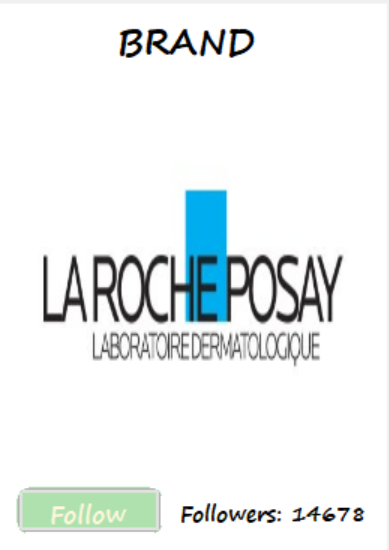 BRAND
LA ROCHE POSAY
LABORATOIRE DERMATOLOGIQUE
Follow
Followers: 14678